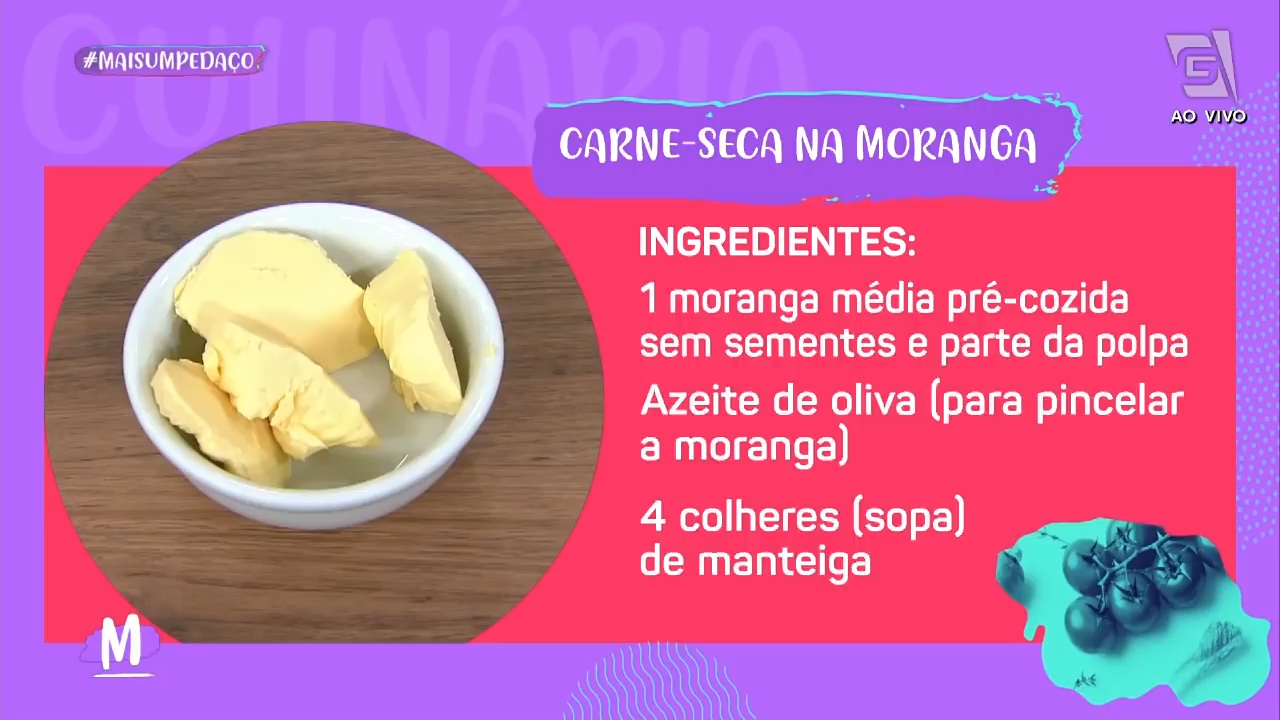 CULINÁRIA
#MAISUMPEDAÇO
G
AO VIVO
CARNE-SECA NA MORANGA
INGREDIENTES:
1 moranga média pré-cozida
sem sementes e parte da polpa
Azeite de oliva (para pincelar
a moranga)
4 colheres (sopa)
de manteiga
M